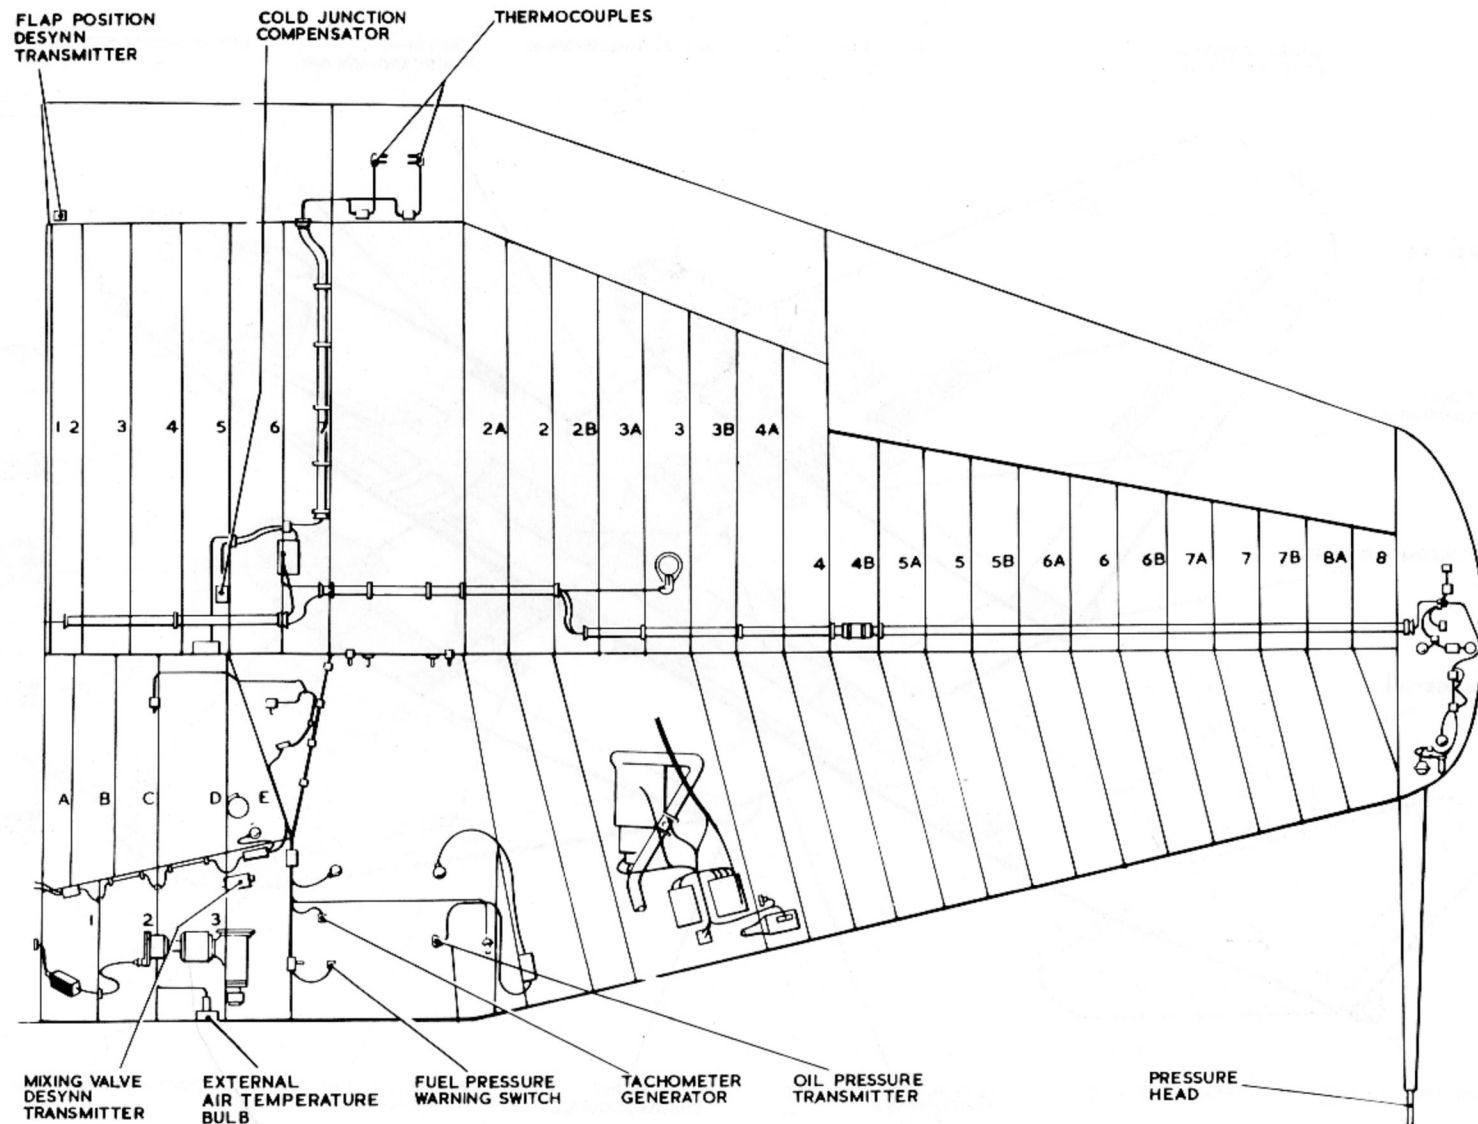 FLAP POSITION
DESYNN
TRANSMITTER
COLD JUNCTION
COMPENSATOR
THERMOCOUPLES
1 2 3 4 5 6
2A 2 2B 3A 3 3B 4A
4 4B 5A 5 5B 6A 6 6B 7A 7 7B 8A 8
A B C D E
1 2 3
MIXING VALVE
DESYNN
TRANSMITTER
EXTERNAL
AIR TEMPERATURE
BULB
FUEL PRESSURE
WARNING SWITCH
TACHOMETER
GENERATOR
OIL PRESSURE
TRANSMITTER
PRESSURE
HEAD